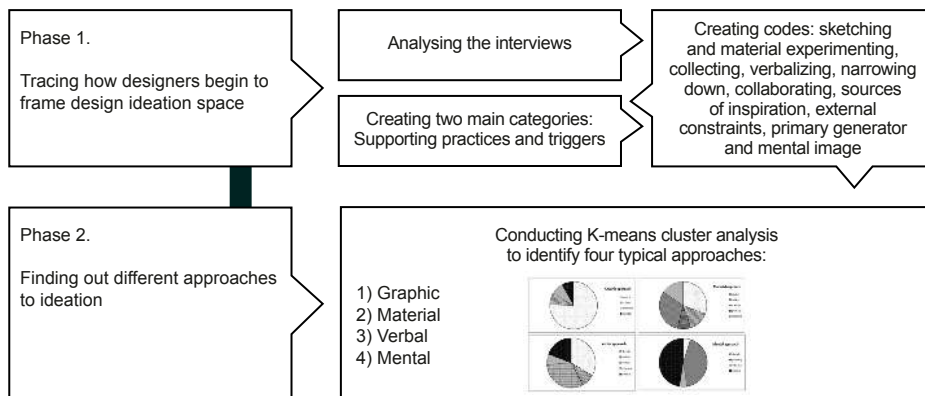 Phase 1.
Tracing how designers begin to
frame design ideation space
Analysing the interviews
Creating two main categories:
Supporting practices and triggers
Creating codes: sketching
and material experimenting,
collecting, verbalizing, narrowing
down, collaborating, sources
of inspiration, external
constraints, primary generator
and mental image
Phase 2.
Finding out different approaches
to ideation
Conducting K-means cluster analysis
to identify four typical approaches:
1) Graphic
2) Material
3) Verbal
4) Mental